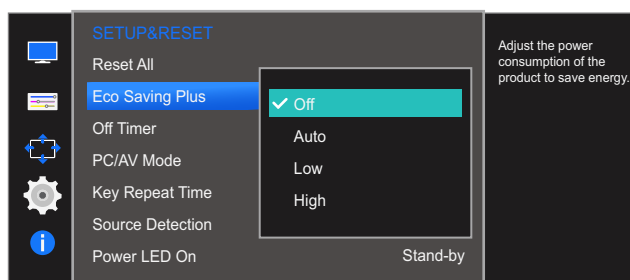 SETUP&RESET
Reset All
Eco Saving Plus
Off Timer
PC/AV Mode
Key Repeat Time
Source Detection
Power LED On
Stand-by
Off
Auto
Low
High
Adjust the power
consumption of the
product to save energy.